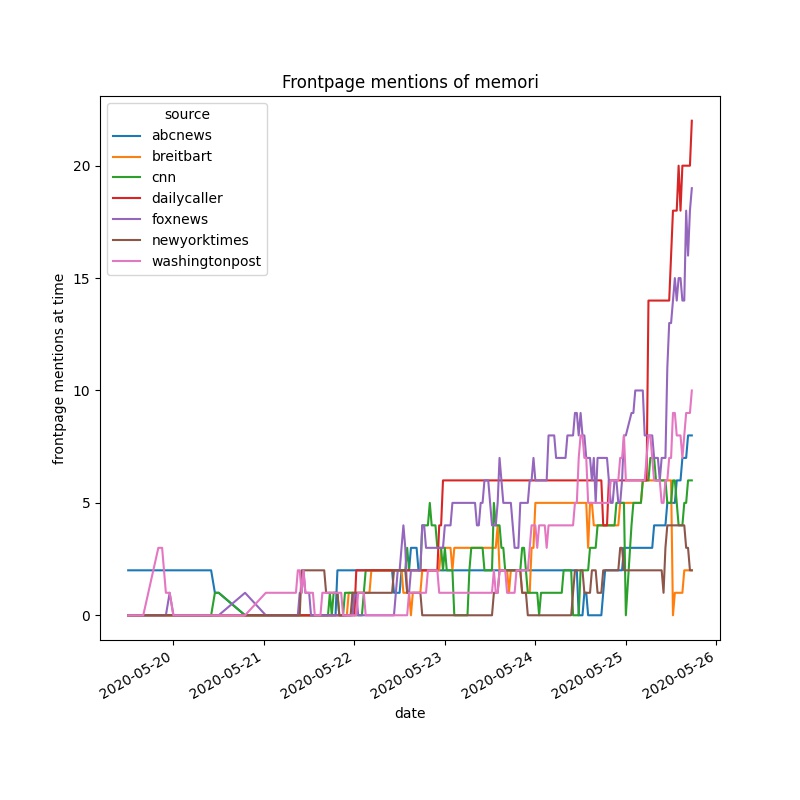 Frontpage mentions of memori
source
abcnews
breitbart
cnn
dailycaller
foxnews
newyorktimes
washingtonpost
frontpage mentions at time
20
15
10
5
0
2020-05-20
2020-05-21
2020-05-22
2020-05-23
2020-05-24
2020-05-25
2020-05-26
date